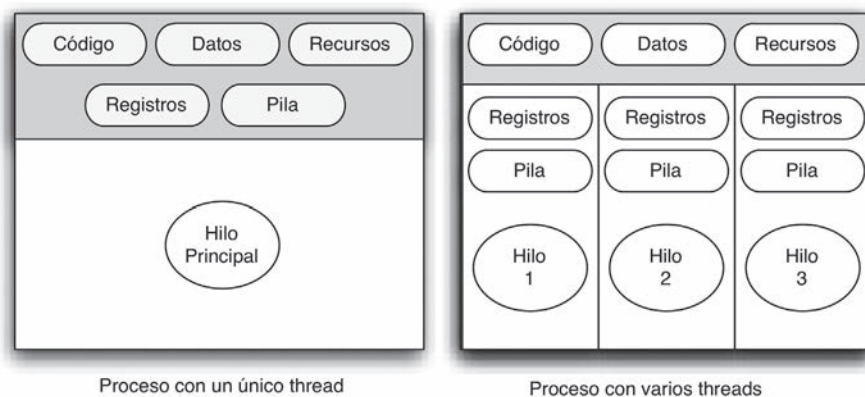 Código Datos Recursos
Registros Pila
Hilo
Principal
Proceso con un único thread
Código Datos Recursos
Registros Registros Registros
Pila Pila Pila
Hilo
1
Hilo
2
Hilo
3
Proceso con varios threads